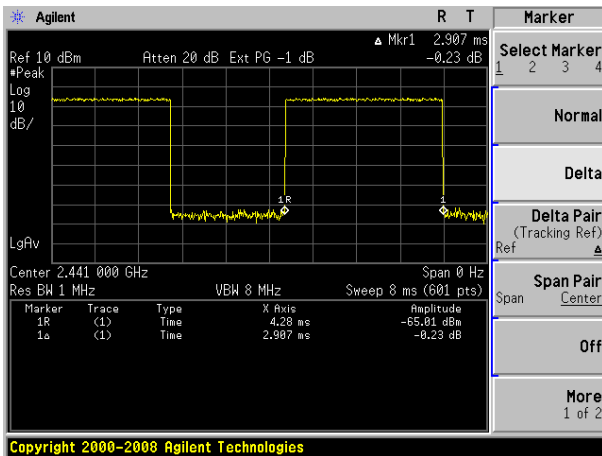 Agilent
R T
Marker
Δ Mkr1 2.907 ms
Ref 10 dBm Atten 20 dB Ext PG -1 dB -0.23 dB
#Peak
Log
10
dB/
1R
1
LgAv
Center 2.441 000 GHz Span 0 Hz
Res BW 1 MHz VBW 8 MHz Sweep 8 ms (601 pts)
Marker Trace Type X Axis Amplitude
1R (1) Time 4.28 ms -65.01 dBm
1Δ (1) Time 2.907 ms -0.23 dB
Select Marker
1 2 3 4
Normal
Delta
Delta Pair
(Tracking Ref)
Ref Δ
Span Pair
Span Center
Off
More
1 of 2
Copyright 2000-2008 Agilent Technologies